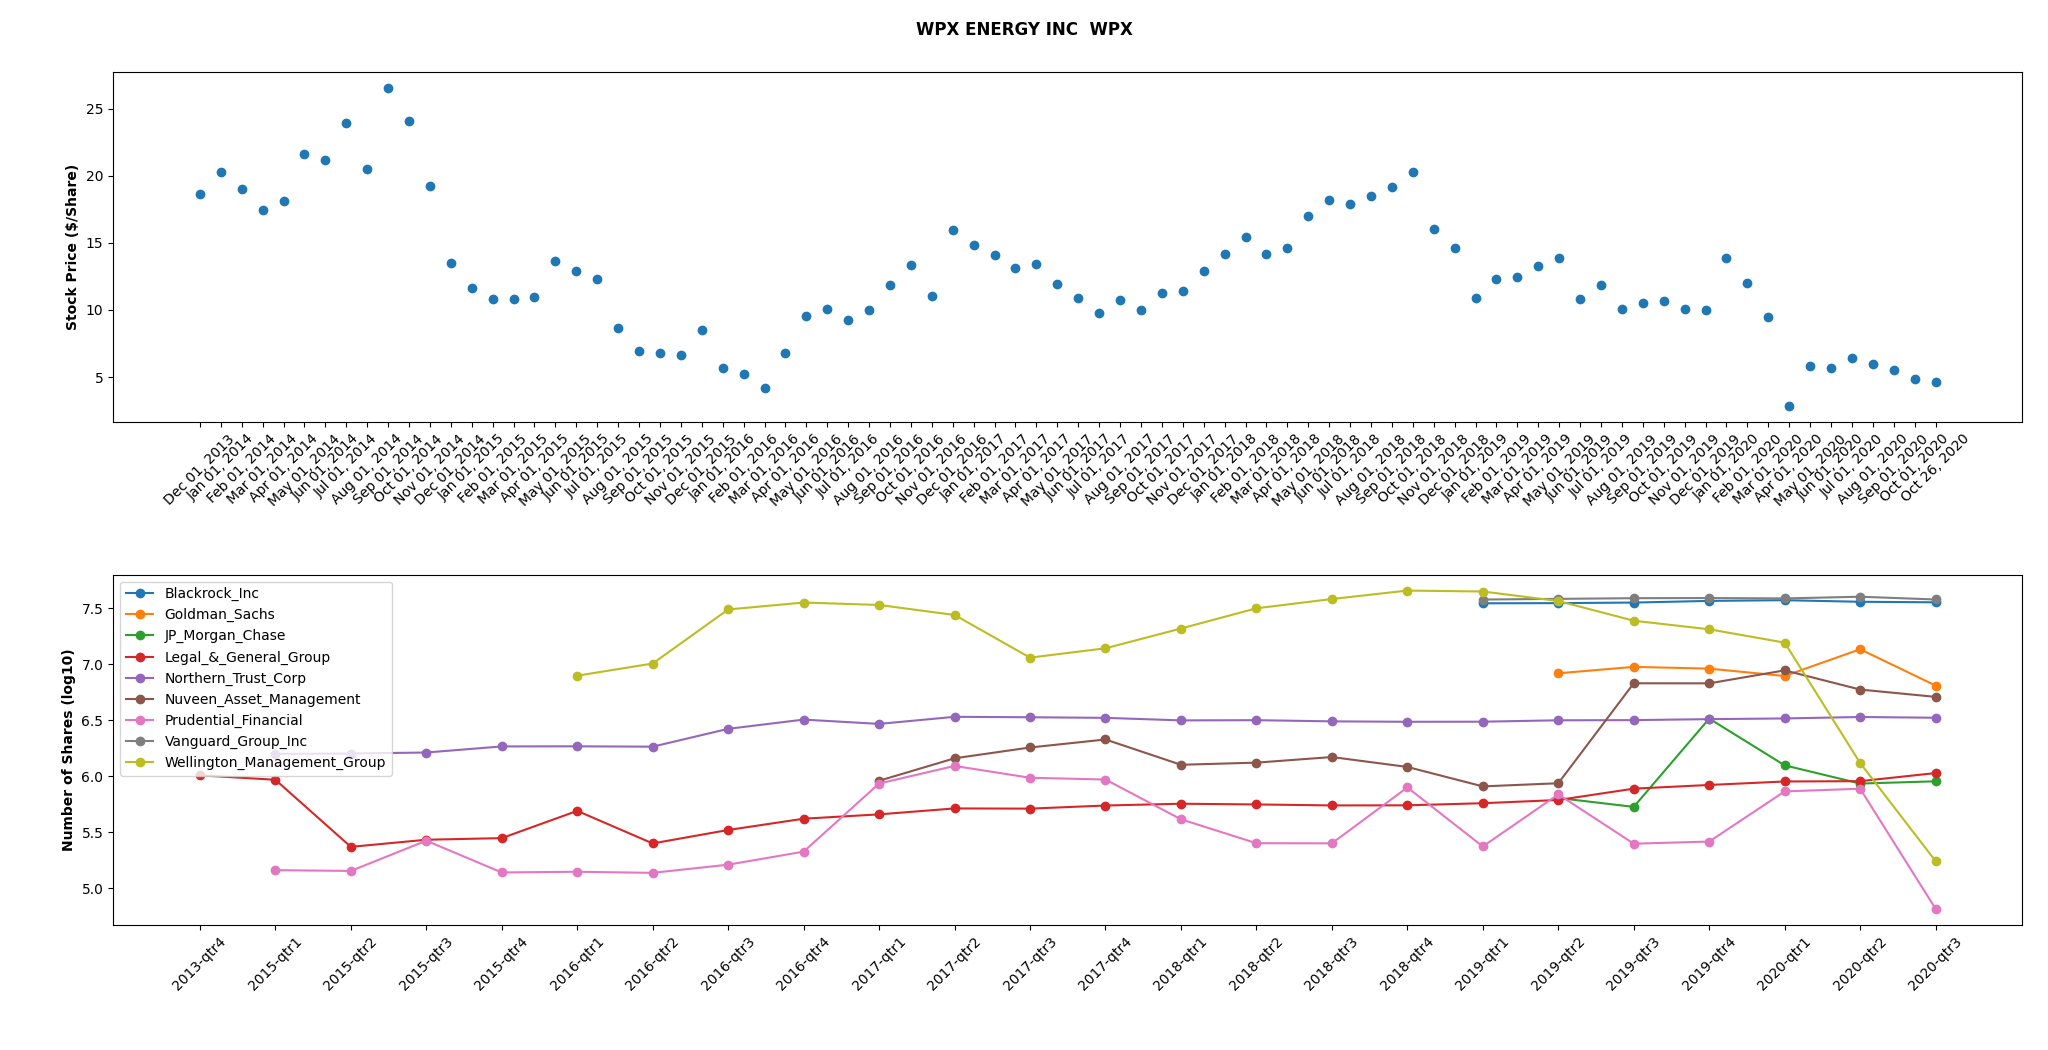 WPX ENERGY INC  WPX
Stock Price ($/Share)
25
20
15
10
5
Dec 01, 2013
Jan 01, 2014
Feb 01, 2014
Mar 01, 2014
Apr 01, 2014
May 01, 2014
Jun 01, 2014
Jul 01, 2014
Aug 01, 2014
Sep 01, 2014
Oct 01, 2014
Nov 01, 2014
Dec 01, 2014
Jan 01, 2015
Feb 01, 2015
Mar 01, 2015
Apr 01, 2015
May 01, 2015
Jun 01, 2015
Jul 01, 2015
Aug 01, 2015
Sep 01, 2015
Oct 01, 2015
Nov 01, 2015
Dec 01, 2015
Jan 01, 2016
Feb 01, 2016
Mar 01, 2016
Apr 01, 2016
May 01, 2016
Jun 01, 2016
Jul 01, 2016
Aug 01, 2016
Sep 01, 2016
Oct 01, 2016
Nov 01, 2016
Dec 01, 2016
Jan 01, 2017
Feb 01, 2017
Mar 01, 2017
Apr 01, 2017
May 01, 2017
Jun 01, 2017
Jul 01, 2017
Aug 01, 2017
Sep 01, 2017
Oct 01, 2017
Nov 01, 2017
Dec 01, 2017
Jan 01, 2018
Feb 01, 2018
Mar 01, 2018
Apr 01, 2018
May 01, 2018
Jun 01, 2018
Jul 01, 2018
Aug 01, 2018
Sep 01, 2018
Oct 01, 2018
Nov 01, 2018
Dec 01, 2018
Jan 01, 2019
Feb 01, 2019
Mar 01, 2019
Apr 01, 2019
May 01, 2019
Jun 01, 2019
Jul 01, 2019
Aug 01, 2019
Sep 01, 2019
Oct 01, 2019
Nov 01, 2019
Dec 01, 2019
Jan 01, 2020
Feb 01, 2020
Mar 01, 2020
Apr 01, 2020
May 01, 2020
Jun 01, 2020
Jul 01, 2020
Aug 01, 2020
Sep 01, 2020
Oct 01, 2020
Oct 26, 2020
Number of Shares (log10)
7.5
7.0
6.5
6.0
5.5
5.0
Blackrock_Inc
Goldman_Sachs
JP_Morgan_Chase
Legal_&_General_Group
Northern_Trust_Corp
Nuveen_Asset_Management
Prudential_Financial
Vanguard_Group_Inc
Wellington_Management_Group
2013-qtr4
2015-qtr1
2015-qtr2
2015-qtr3
2015-qtr4
2016-qtr1
2016-qtr2
2016-qtr3
2016-qtr4
2017-qtr1
2017-qtr2
2017-qtr3
2017-qtr4
2018-qtr1
2018-qtr2
2018-qtr3
2018-qtr4
2019-qtr1
2019-qtr2
2019-qtr3
2019-qtr4
2020-qtr1
2020-qtr2
2020-qtr3